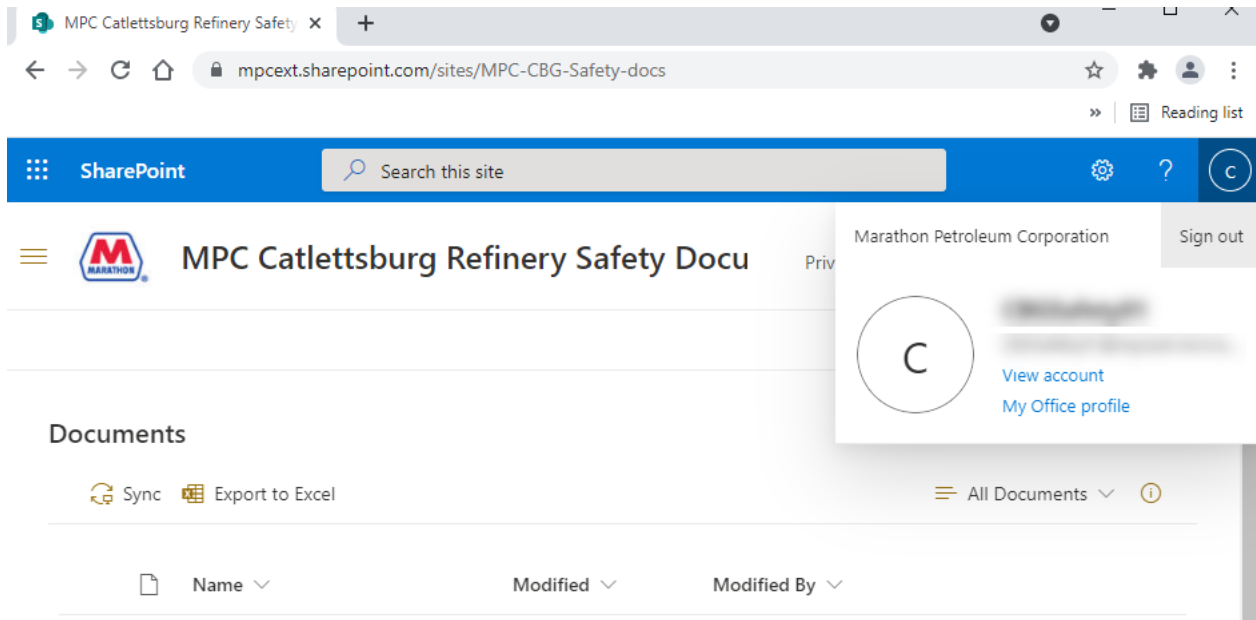 MPC Catlettsburg Refinery Safety
mpcext.sharepoint.com/sites/MPC-CBG-Safety-docs
Reading list
SharePoint
Search this site
?
C
MARATHON
MPC Catlettsburg Refinery Safety Docu
Priv
Marathon Petroleum Corporation
Sign out
C
View account
My Office profile
Documents
Sync
Export to Excel
All Documents
Name
Modified
Modified By